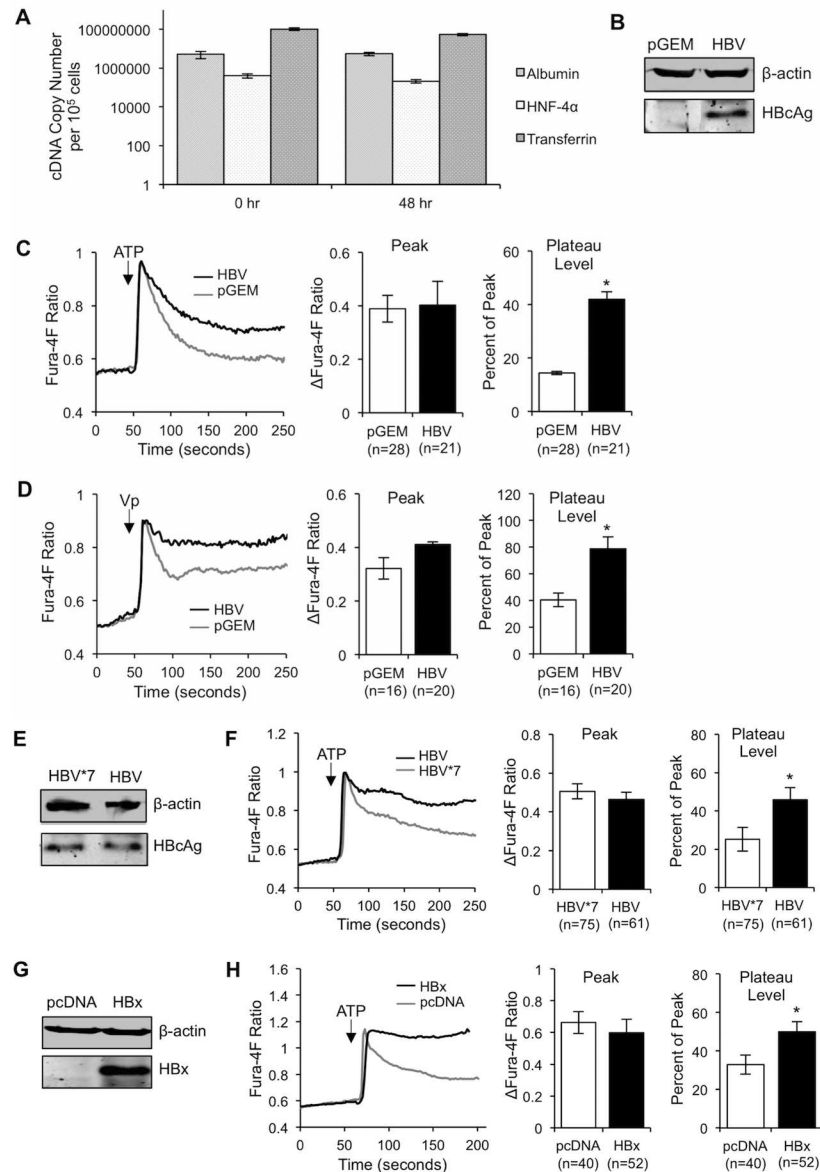 A
cDNA Copy Number
per 10⁵ cells
100000000
1000000
10000
100
1
0 hr
48 hr
Albumin
HNF-4α
Transferrin
B
pGEM HBV
β-actin
HBcAg
C
Fura-4F Ratio
1
0.8
0.6
0.4
ATP
HBV
pGEM
0 50 100 150 200 250
Time (seconds)
Peak
ΔFura-4F Ratio
0.6
0.4
0.2
0
pGEM HBV
(n=28) (n=21)
Plateau
Level
Percent of Peak
60
40
20
0
*
pGEM HBV
(n=28) (n=21)
D
Fura-4F Ratio
1
0.8
0.6
0.4
Vp
HBV
pGEM
0 50 100 150 200 250
Time (seconds)
Peak
ΔFura-4F Ratio
0.6
0.4
0.2
0
pGEM HBV
(n=16) (n=20)
Plateau
Level
Percent of Peak
120
100
80
60
40
20
0
*
pGEM HBV
(n=16) (n=20)
E
HBV*7 HBV
β-actin
HBcAg
F
Fura-4F Ratio
1.2
1.0
0.8
0.6
0.4
ATP
HBV
HBV*7
0 50 100 150 200 250
Time (seconds)
Peak
ΔFura-4F Ratio
0.8
0.6
0.4
0.2
0
HBV*7 HBV
(n=75) (n=61)
Plateau
Level
Percent of Peak
80
60
40
20
0
*
HBV*7 HBV
(n=75) (n=61)
G
pcDNA HBx
β-actin
HBx
H
Fura-4F Ratio
1.6
1.4
1.2
1.0
0.8
0.6
0.4
ATP
HBx
pcDNA
0 50 100 150 200
Time (seconds)
Peak
ΔFura-4F Ratio
1
0.8
0.6
0.4
0.2
0
pcDNA HBx
(n=40) (n=52)
Plateau
Level
Percent of Peak
80
60
40
20
0
*
pcDNA HBx
(n=40) (n=52)